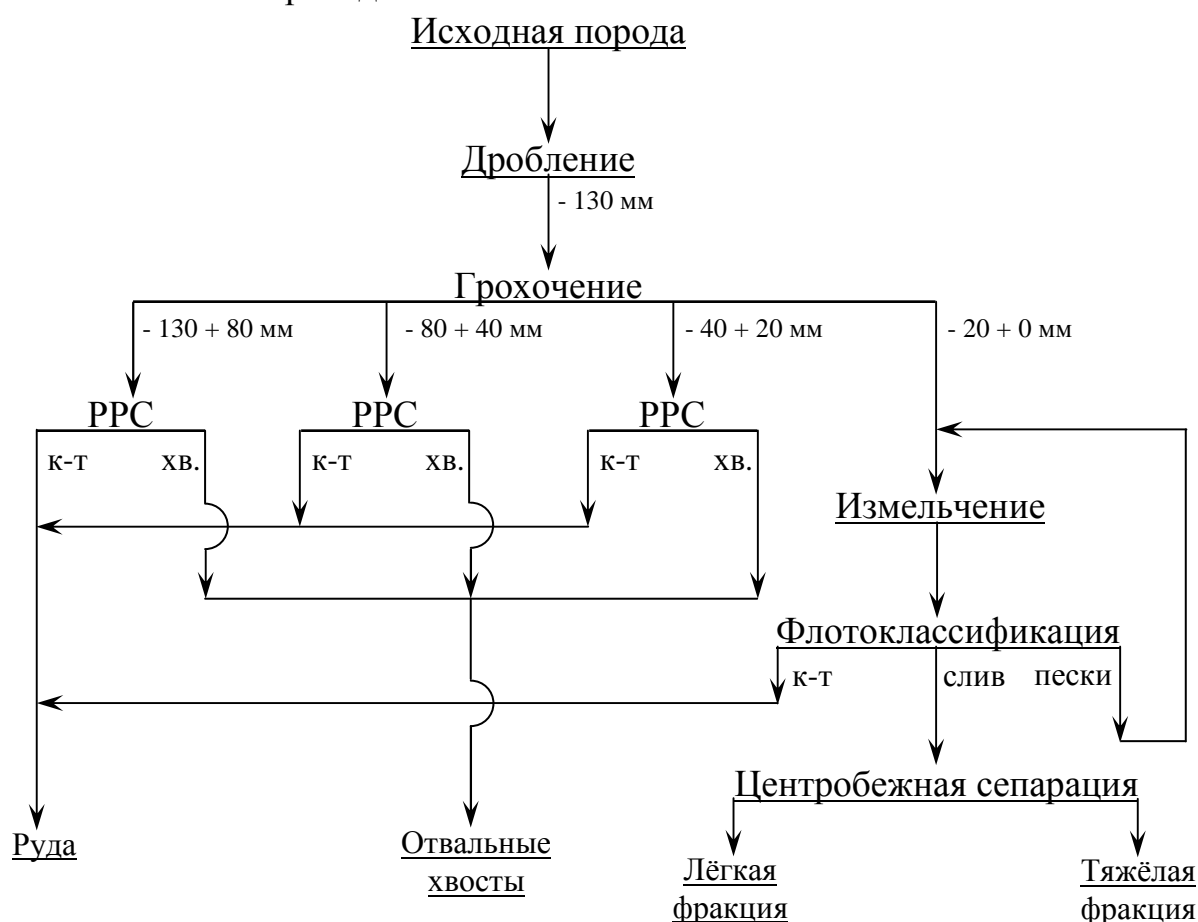 Исходная порода
Дробление
- 130 мм
Грохочение
- 130 + 80 мм
- 80 + 40 мм
- 40 + 20 мм
- 20 + 0 мм
РРС
РРС
РРС
к-т
хв.
к-т
хв.
к-т
хв.
Измельчение
Флотоклассификация
к-т
слив
пески
Центробежная сепарация
Руда
Отвальные
хвосты
Лёгкая
фракция
Тяжёлая
фракция